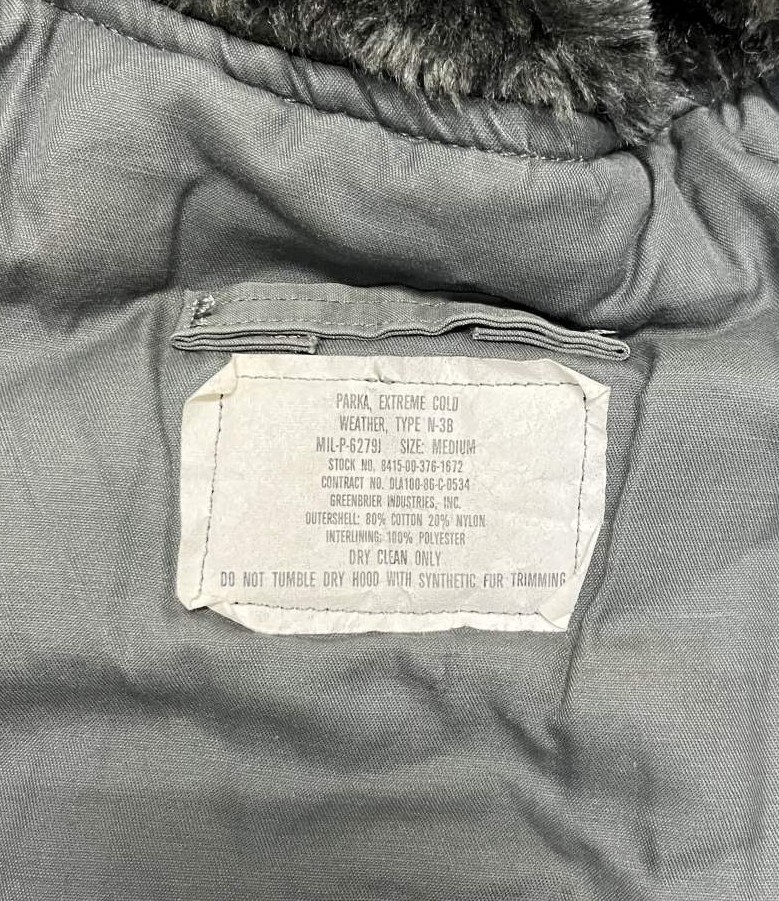 PARKA, EXTREME COLD
WEATHER, TYPE N-3B
MIL-P-6279J SIZE: MEDIUM
STOCK NO. 8415-00-376-1672
CONTRACT NO. DLA100-86-C-0534
GREENBRIER INDUSTRIES, INC.
OUTERSHELL: 80% COTTON 20% NYLON
INTERLINING: 100% POLYESTER
DRY CLEAN ONLY
DO NOT TUMBLE DRY HOOD WITH SYNTHETIC FUR TRIMMING